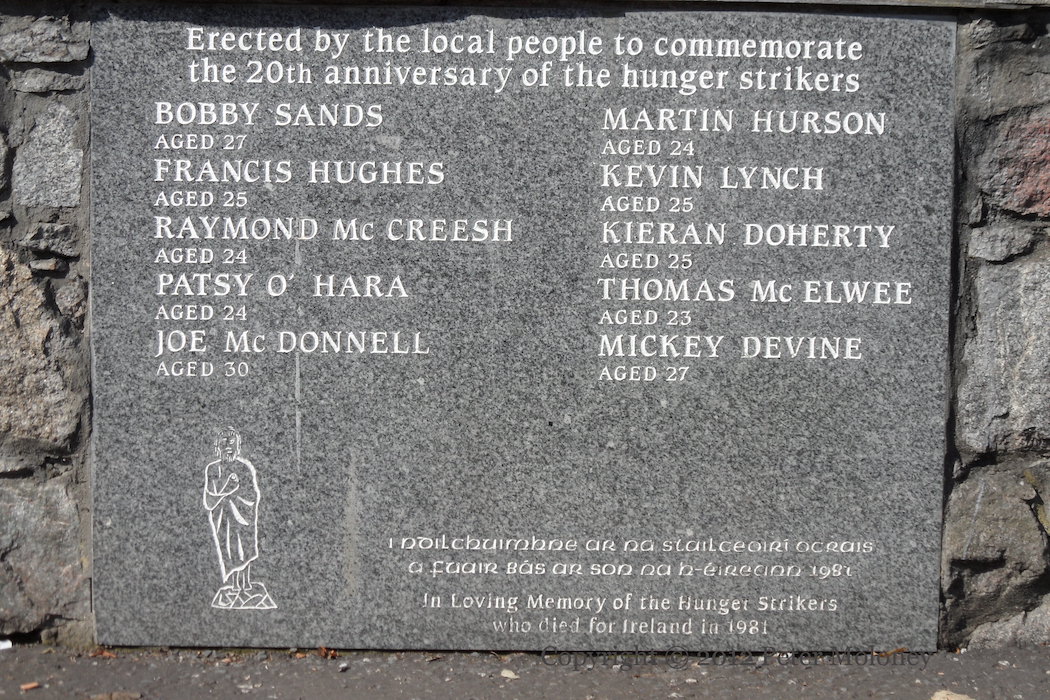 Erected by the local people to commemorate
the 20th anniversary of the hunger strikers
BOBBY SANDS
AGED 27
FRANCIS HUGHES
AGED 25
RAYMOND Mc CREESH
AGED 24
PATSY O' HARA
AGED 24
JOE Mc DONNELL
AGED 30
MARTIN HURSON
AGED 24
KEVIN LYNCH
AGED 25
KIERAN DOHERTY
AGED 25
THOMAS Mc ELWEE
AGED 23
MICKEY DEVINE
AGED 27
I nDílchuimhne ar na stailceoirí ocrais
a fuair bás ar son na h-éireann 1981
In Loving Memory of the Hunger Strikers
who died for Ireland in 1981
Copyright © 2012 Peter Moloney